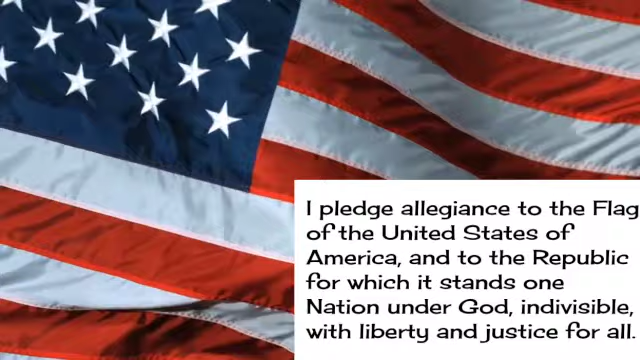 I pledge allegiance to the Flag
of the United States of
America, and to the Republic
for which it stands one
Nation under God, indivisible,
with liberty and justice for all.